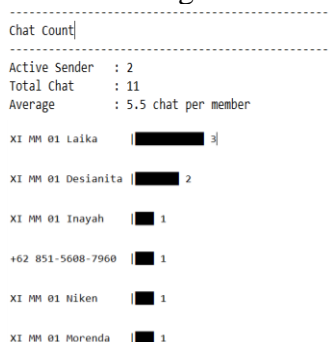 Chat Count
Active Sender : 2
Total Chat : 11
Average : 5.5 chat per member
XI MM 01 Laika 3
XI MM 01 Desianita 2
XI MM 01 Inayah 1
+62 851-5608-7960 1
XI MM 01 Niken 1
XI MM 01 Morenda 1